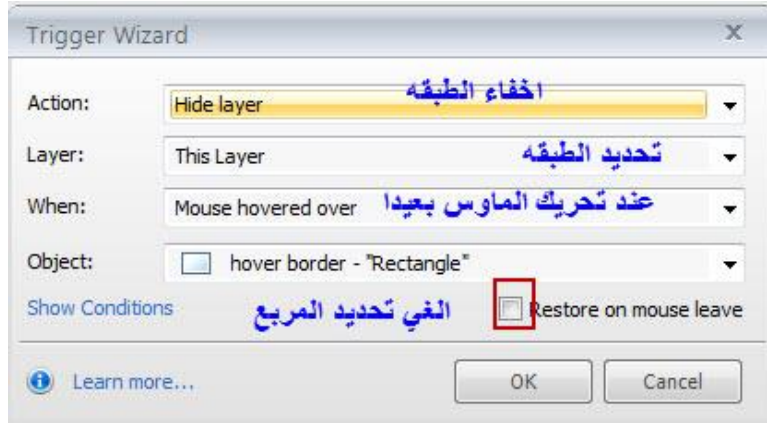 Trigger Wizard
Action: Hide layer اخفاء الطبقه
Layer: This Layer تحديد الطبقه
When: Mouse hovered over عند تحريك الماوس بعيدا
Object: hover border - "Rectangle"
Show Conditions الغي تحديد المربع Restore on mouse leave
Learn more... OK Cancel